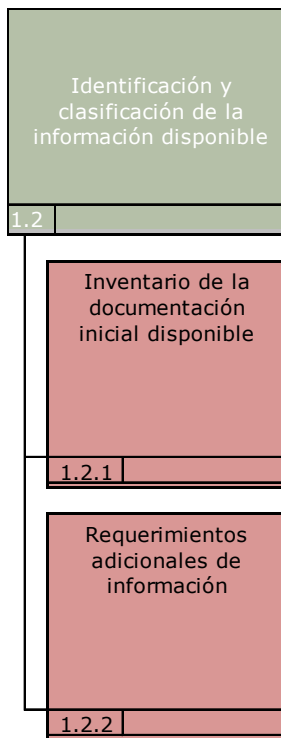 Identificación y
clasificación de la
información disponible
1.2
Inventario de la
documentación
inicial disponible
1.2.1
Requerimientos
adicionales de
información
1.2.2